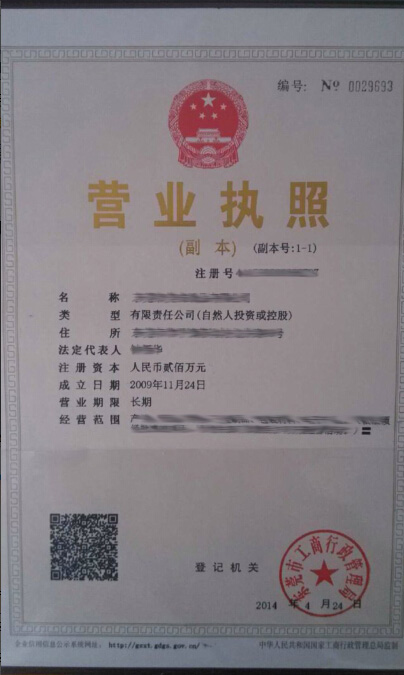 编号: № 0029693
营业执照
(副 本) (副本号:1-1)
注册号
名 称
类 型 有限责任公司(自然人投资或控股)
住 所
法定代表人
注册资本 人民币贰佰万元
成立日期 2009年11月24日
营业期限 长期
经营范围
登记机关
东莞市工商行政管理局
2014 年 4 月 24 日
企业信用信息公示系统网址: http://gsxt.gdgs.gov.cn/
中华人民共和国国家工商行政管理总局监制